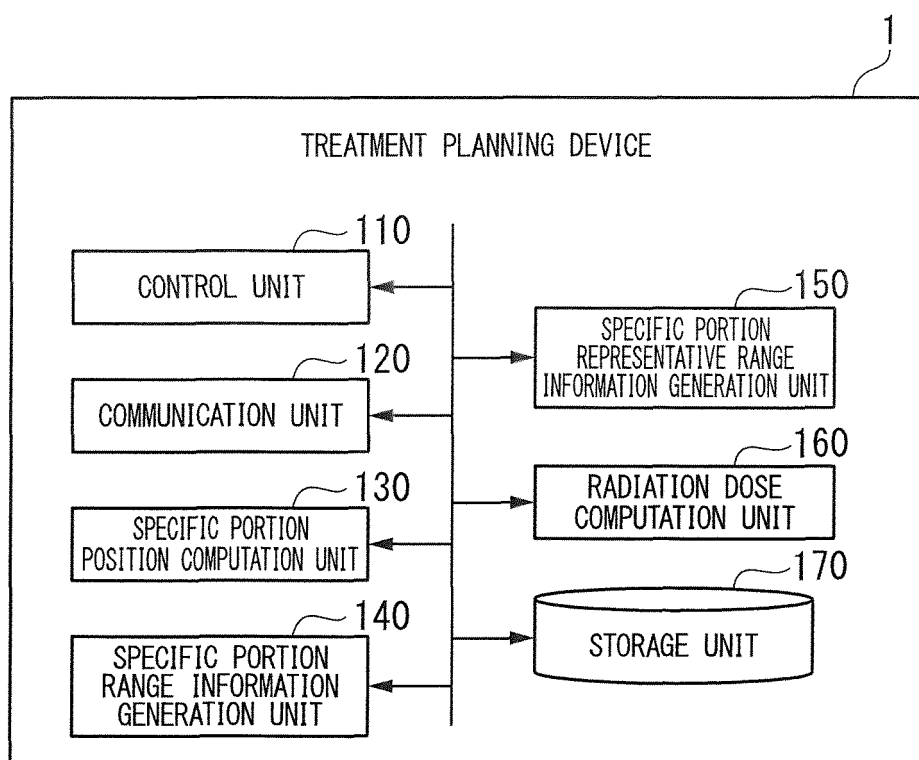 1
TREATMENT PLANNING DEVICE
110
CONTROL UNIT
120
COMMUNICATION UNIT
130
SPECIFIC PORTION
POSITION COMPUTATION UNIT
140
SPECIFIC PORTION
RANGE INFORMATION
GENERATION UNIT
150
SPECIFIC PORTION
REPRESENTATIVE RANGE
INFORMATION GENERATION UNIT
160
RADIATION DOSE
COMPUTATION UNIT
170
STORAGE UNIT